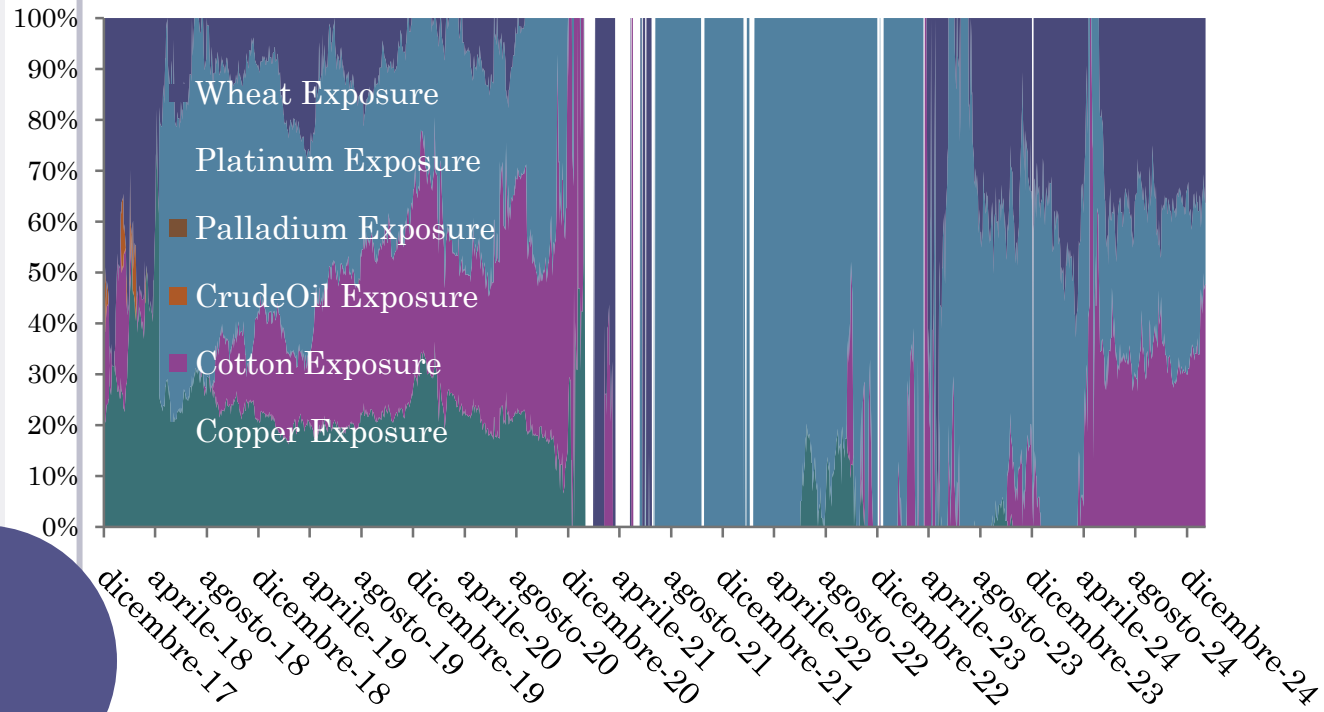 100%
90%
80%
70%
60%
50%
40%
30%
20%
10%
0%
Wheat Exposure
Platinum Exposure
Palladium Exposure
CrudeOil Exposure
Cotton Exposure
Copper Exposure
dicembre-17
aprile-18
agosto-18
dicembre-18
aprile-19
agosto-19
dicembre-19
aprile-20
agosto-20
dicembre-20
aprile-21
agosto-21
dicembre-21
aprile-22
agosto-22
dicembre-22
aprile-23
agosto-23
dicembre-23
aprile-24
agosto-24
dicembre-24